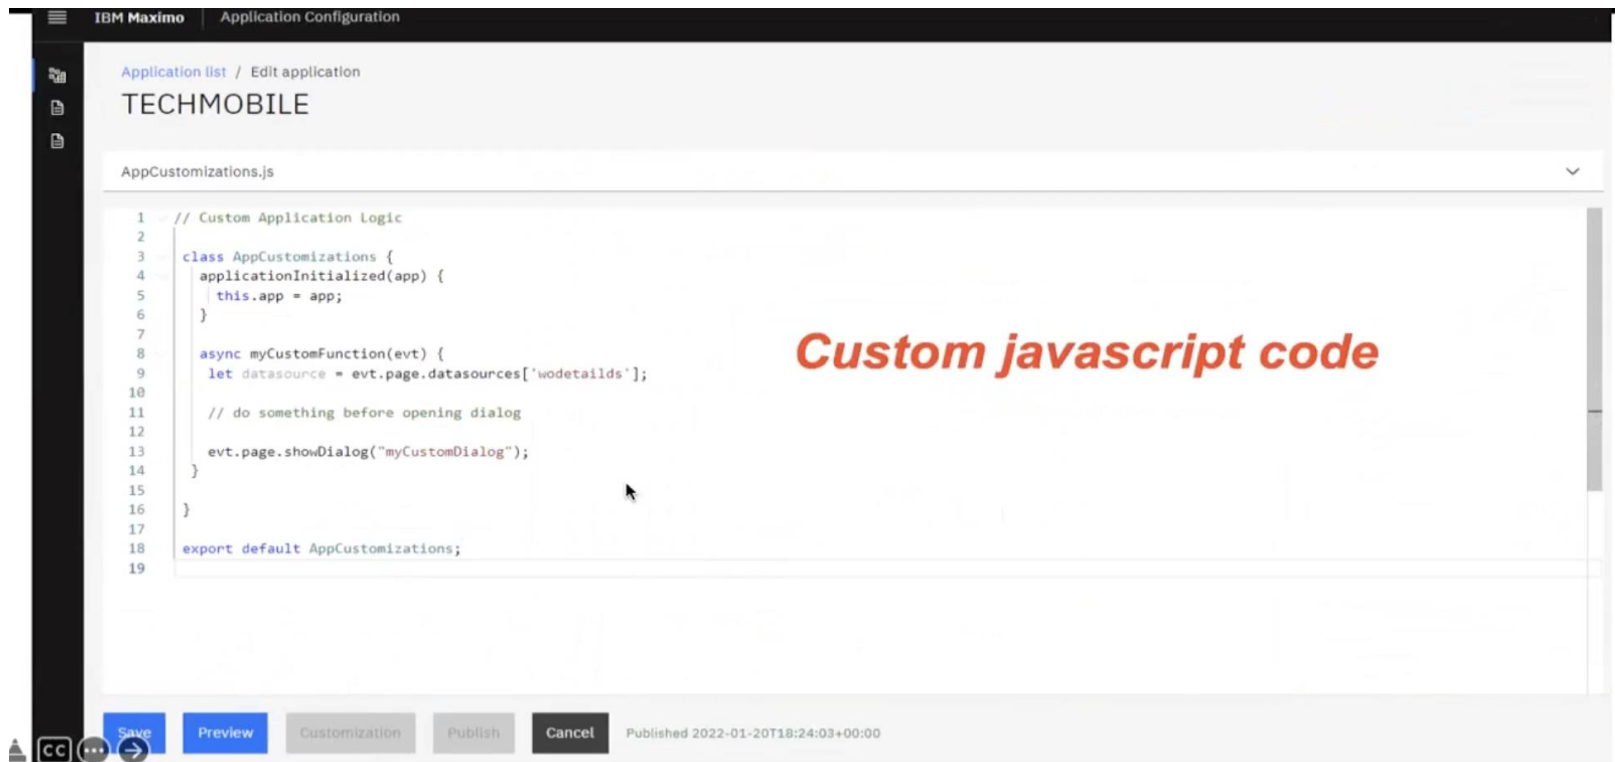 IBM Maximo Application Configuration
Application list / Edit application
TECHMOBILE
AppCustomizations.js
1 // Custom Application Logic
2
3 class AppCustomizations {
4 applicationInitialized(app) {
5 this.app = app;
6 }
7
8 async myCustomFunction(evt) {
9 let datasource = evt.page.datasources['wodetailds'];
10
11 // do something before opening dialog
12
13 evt.page.showDialog("myCustomDialog");
14 }
15
16 }
17
18 export default AppCustomizations;
19
Custom javascript code
Save Preview Customization Publish Cancel Published 2022-01-20T18:24:03+00:00
CC